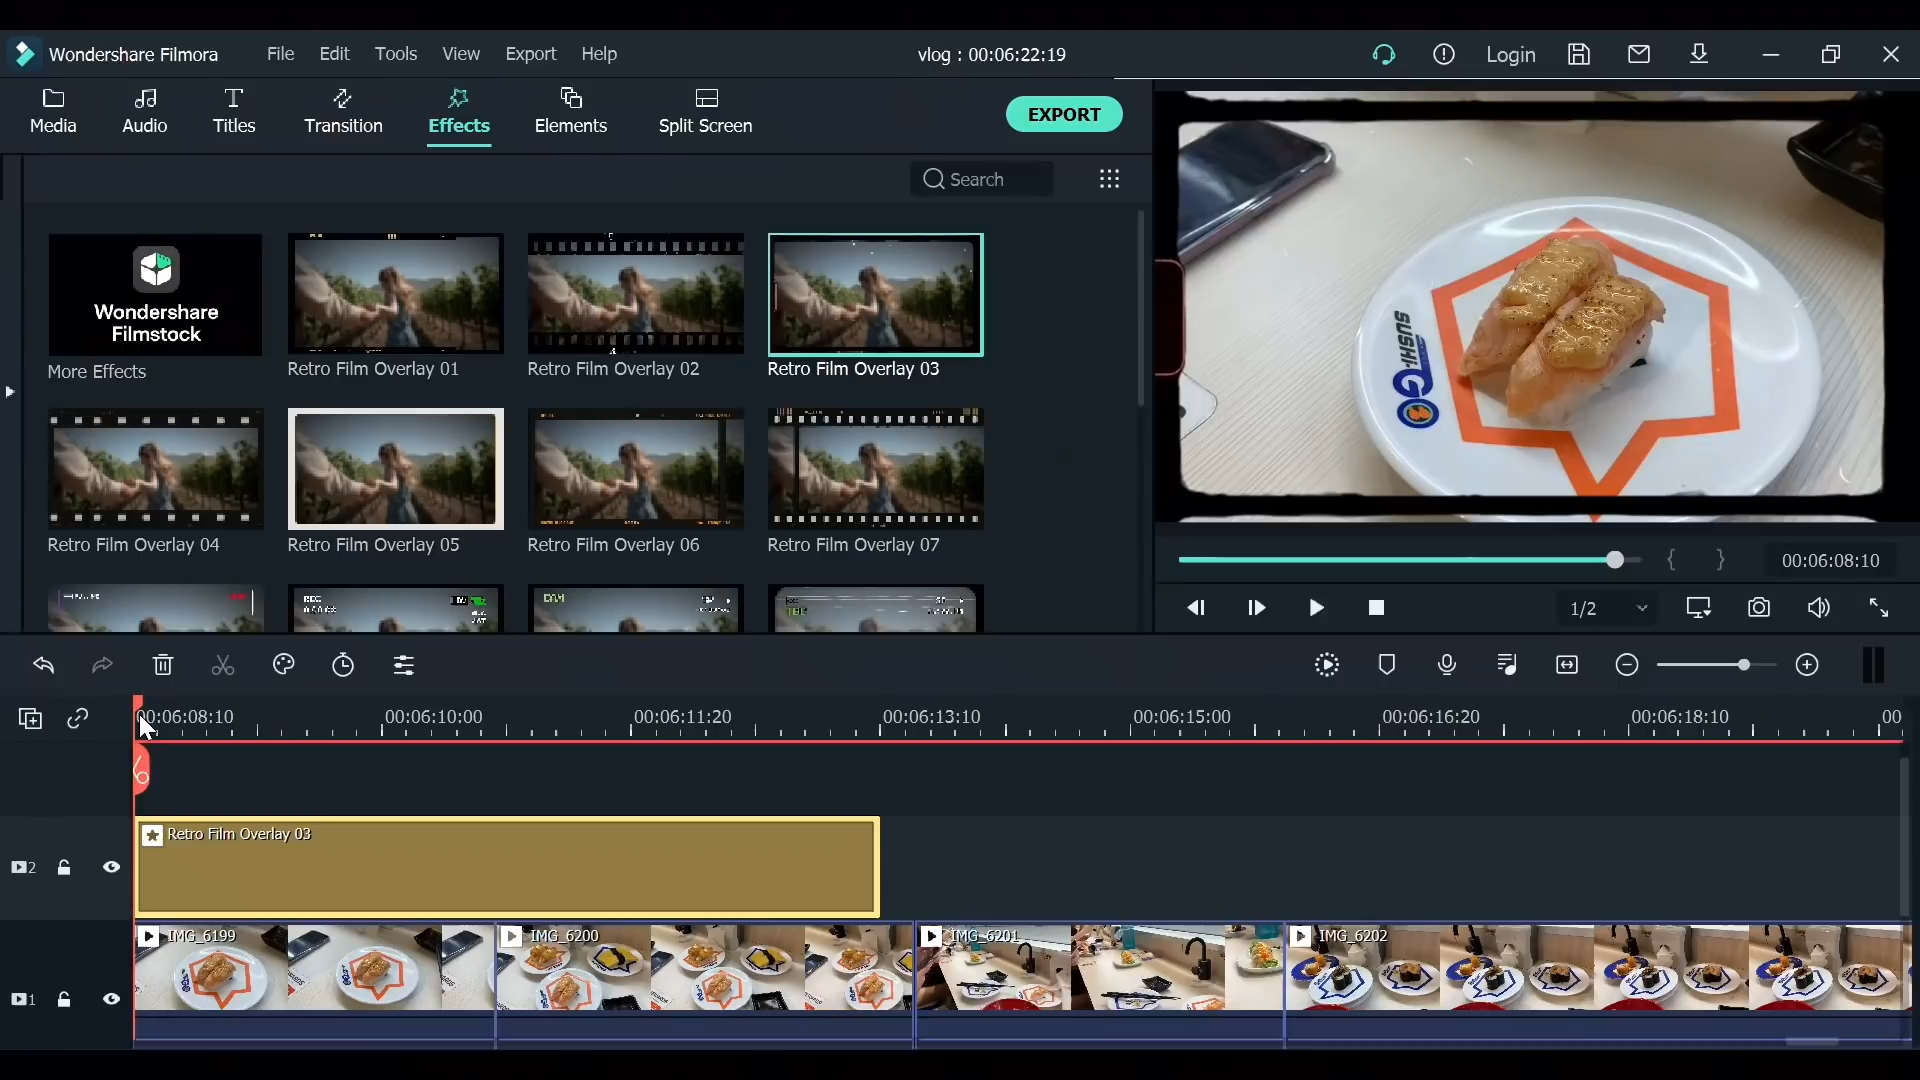 Wondershare Filmora File Edit Tools View Export Help vlog : 00:06:22:19 Login
Media Audio Titles Transition Effects Elements Split Screen EXPORT
Search
Wondershare
Filmstock
More Effects Retro Film Overlay 01 Retro Film Overlay 02 Retro Film Overlay 03
Retro Film Overlay 04 Retro Film Overlay 05 Retro Film Overlay 06 Retro Film Overlay 07
SUSHI
GO
{ } 00:06:08:10
1/2
00:06:08:10 00:06:10:00 00:06:11:20 00:06:13:10 00:06:15:00 00:06:16:20 00:06:18:10 00
Retro Film Overlay 03
2
IMG_6199 IMG_6200 IMG_6201 IMG_6202
1